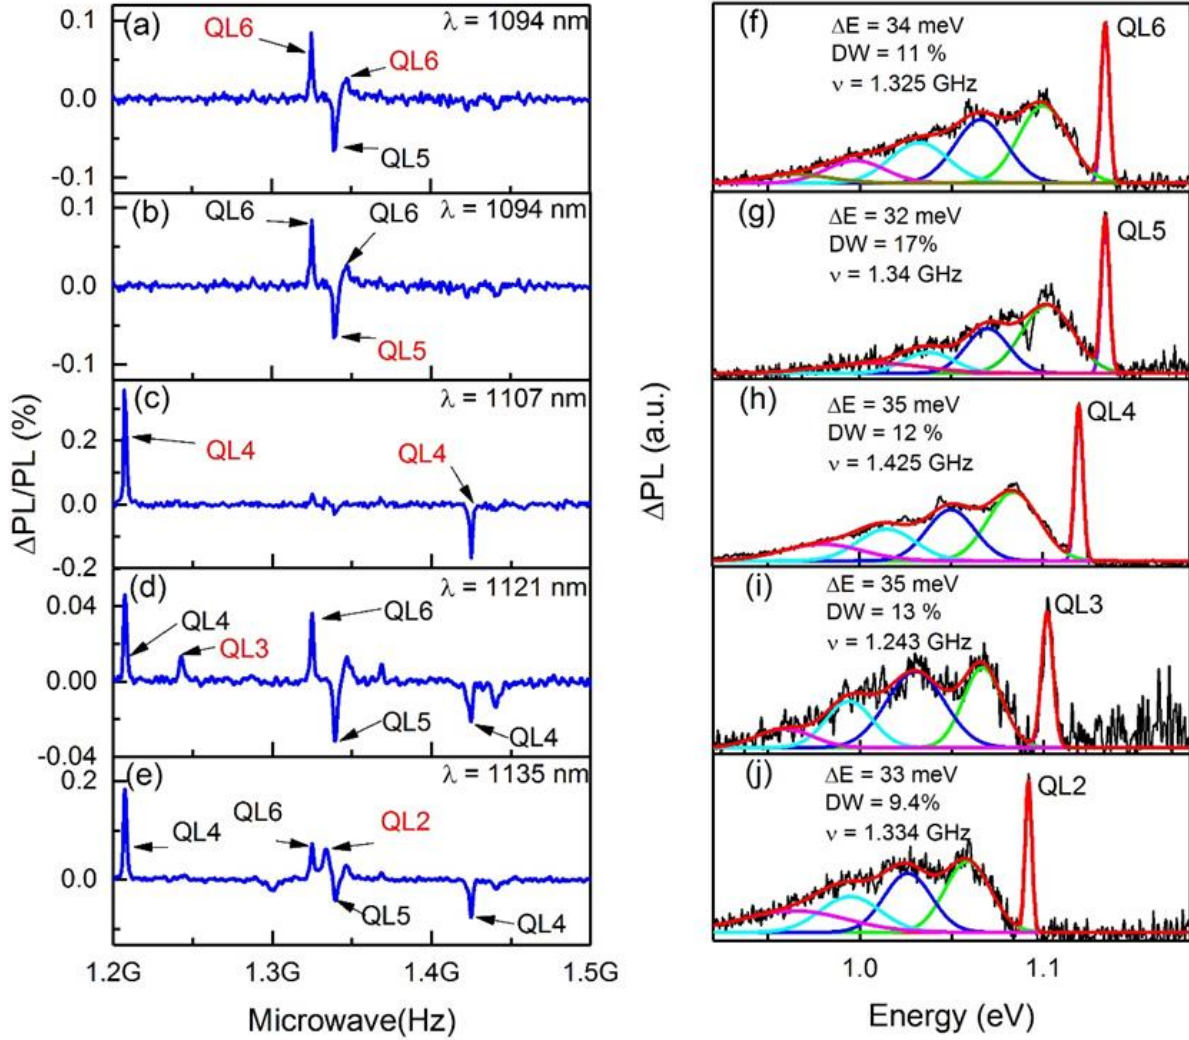 (a)
λ = 1094 nm
QL6
QL6
QL5
0.1
0.0
-0.1
(b)
λ = 1094 nm
QL6
QL6
QL5
0.1
0.0
-0.1
(c)
λ = 1107 nm
QL4
QL4
0.2
0.0
-0.2
(d)
λ = 1121 nm
QL4
QL3
QL6
QL5
QL4
0.04
0.00
-0.04
(e)
λ = 1135 nm
QL4
QL6
QL2
QL5
QL4
0.2
0.0
ΔPL/PL (%)
1.2G
1.3G
1.4G
1.5G
Microwave(Hz)
(f)
ΔE = 34 meV
DW = 11 %
ν = 1.325 GHz
QL6
(g)
ΔE = 32 meV
DW = 17%
ν = 1.34 GHz
QL5
(h)
ΔE = 35 meV
DW = 12 %
ν = 1.425 GHz
QL4
(i)
ΔE = 35 meV
DW = 13 %
ν = 1.243 GHz
QL3
(j)
ΔE = 33 meV
DW = 9.4%
ν = 1.334 GHz
QL2
ΔPL (a.u.)
1.0
1.1
Energy (eV)